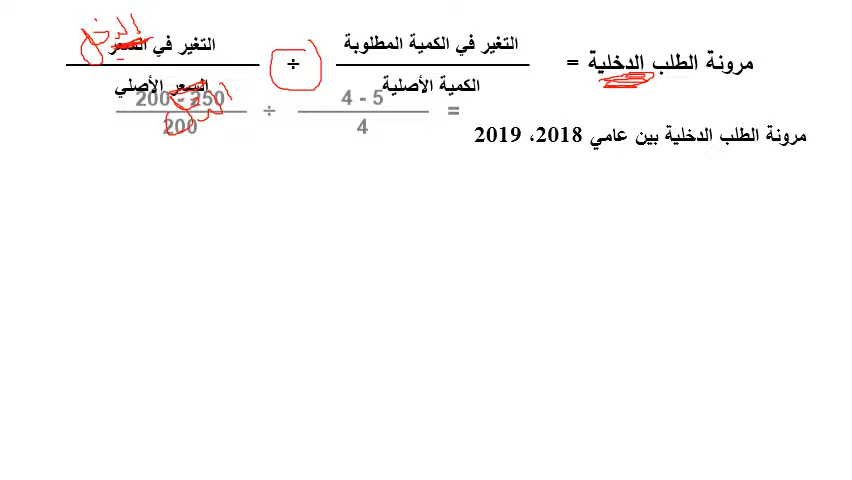 مرونة الطلب الدخلية = التغير في الكمية المطلوبة ÷ التغير في السعر الدخل
الكمية الأصلية السعر الأصلي
مرونة الطلب الدخلية بين عامي 2018، 2019
= 4 - 5 ÷ 200 - 250
4 200